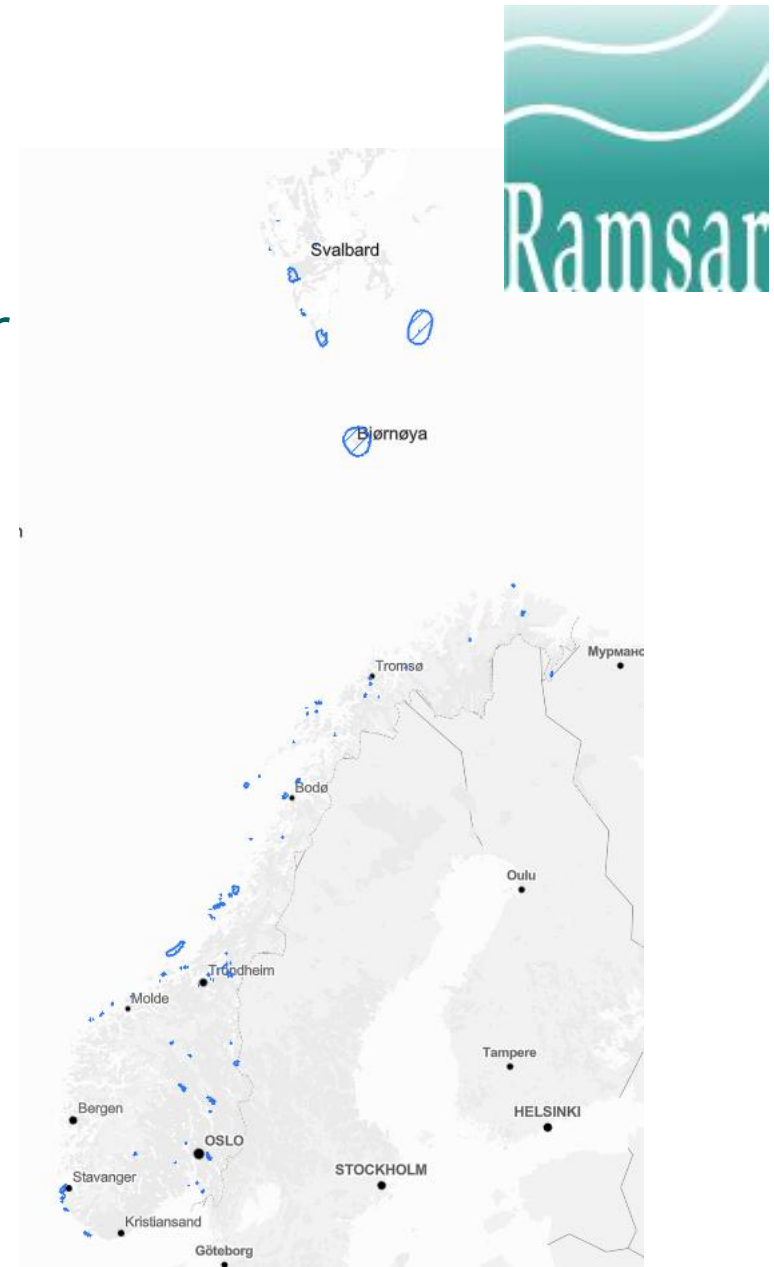 Ramsar
Svalbard
r
Bjørnøya
n
Мурманс
Tromsø
Bodø
Oulu
Trondheim
Molde
Tampere
Bergen
HELSINKI
OSLO
STOCKHOLM
Stavanger
Kristiansand
Göteborg